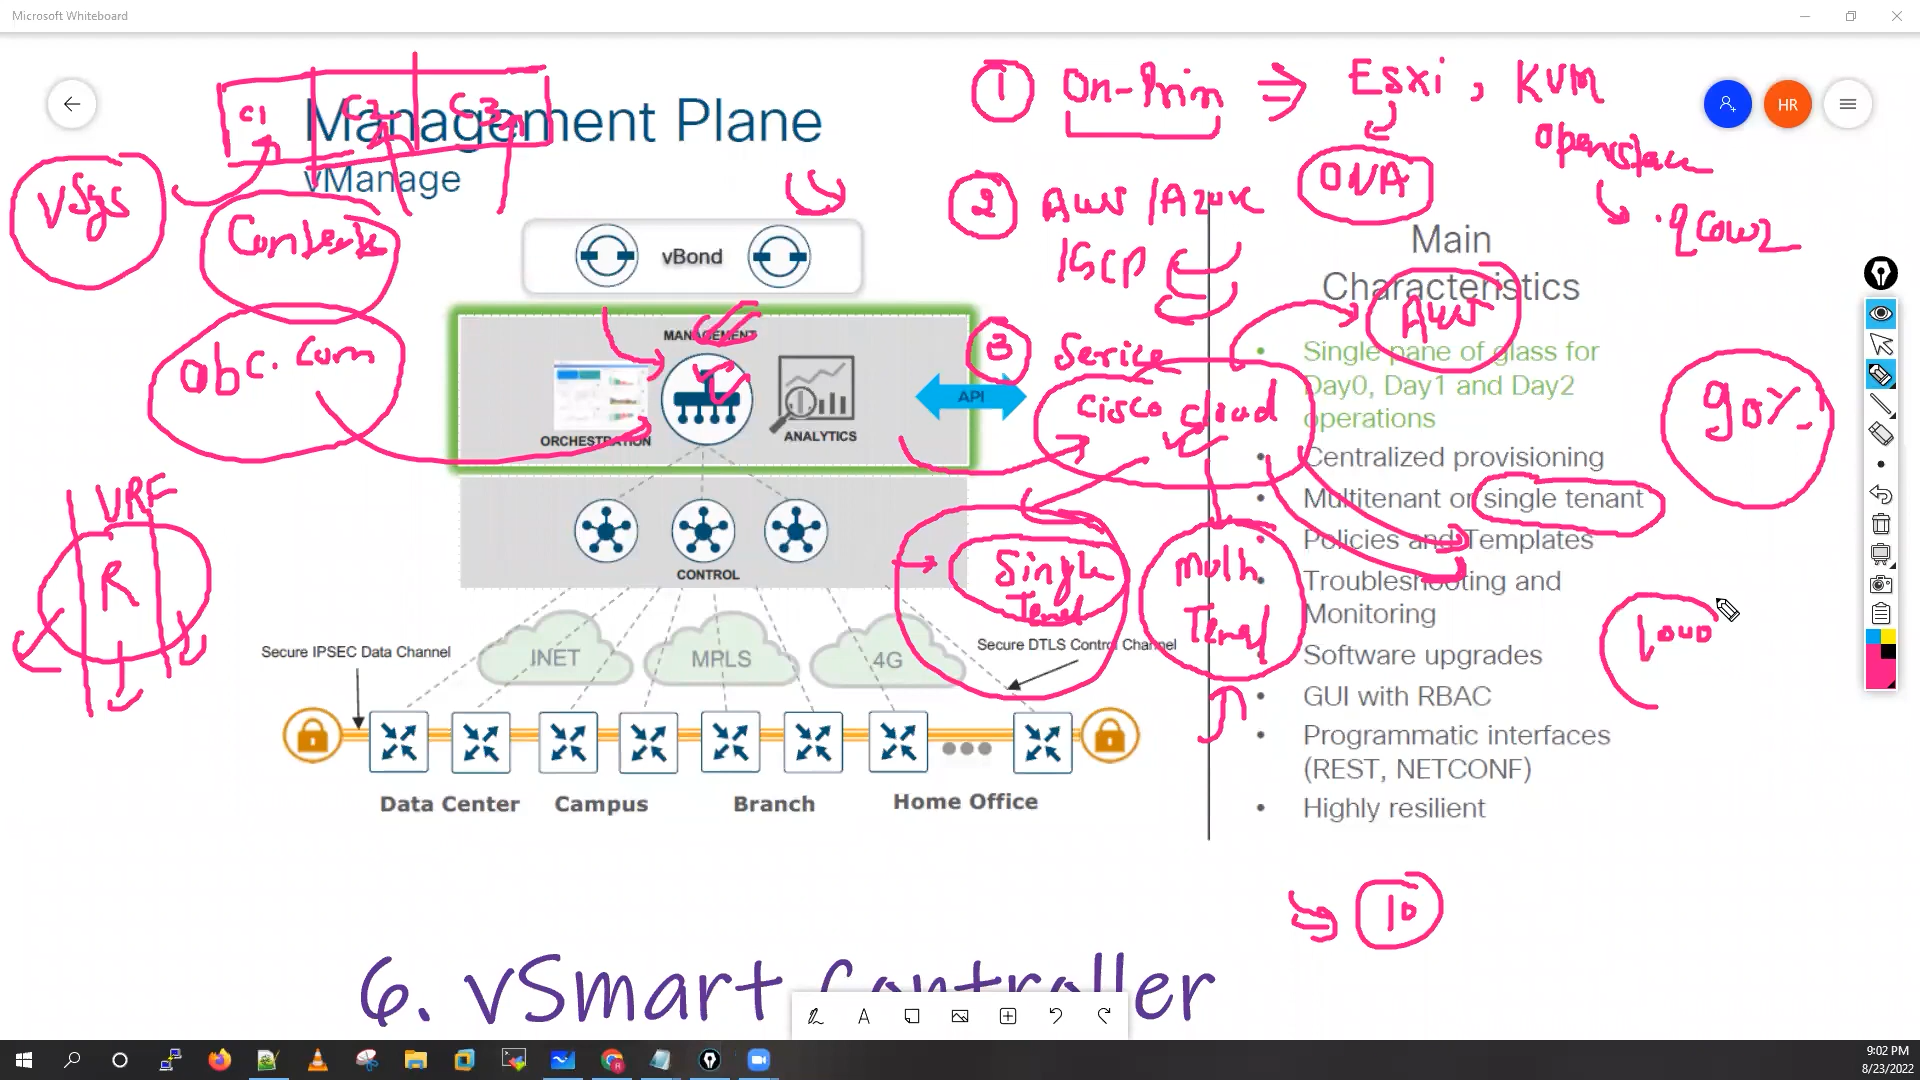 Microsoft Whiteboard
C1 C2 C3
Management Plane
vManage
vSys
abc.com
VRF
R
vBond
MANAGEMENT
ORCHESTRATION
ANALYTICS
API
CONTROL
INET
MPLS
4G
Secure IPSEC Data Channel
Secure DTLS Control Channel
Data Center
Campus
Branch
Home Office
1 On-Prim ⇒ Esxi, KVM
OVA
openstack
.qcow2
2 AWS /Azure
/GCP
3 Serice
Cisco cloud
AWS
Single
Multi
HR
Main
Characteristics
• Single pane of glass for
Day0, Day1 and Day2
operations
• Centralized provisioning
• Multitenant or single tenant
• Policies and Templates
• Troubleshooting and
Monitoring
• Software upgrades
• GUI with RBAC
• Programmatic interfaces
(REST, NETCONF)
• Highly resilient
90%
10
6. vSmart Controller
9:02 PM
8/23/2022